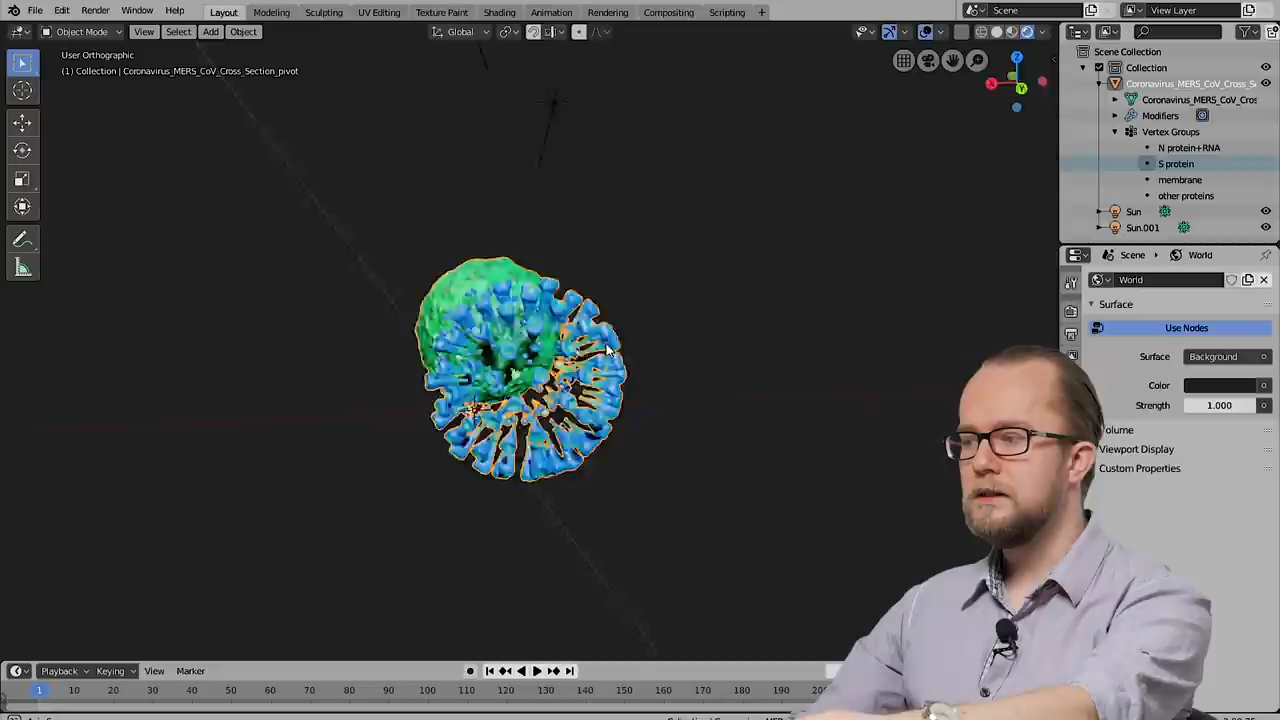 File Edit Render Window Help Layout Modeling Sculpting UV Editing Texture Paint Shading Animation Rendering Compositing Scripting + Scene View Layer
Object Mode View Select Add Object Global
User Orthographic
(1) Collection | Coronavirus_MERS_CoV_Cross_Section_pivot
Z
X
Y
Scene Collection
Collection
Coronavirus_MERS_CoV_Cross_Se
Coronavirus_MERS_CoV_Cros
Modifiers
Vertex Groups
N protein+RNA
S protein
membrane
other proteins
Sun
Sun.001
Scene World
World
Surface
Use Nodes
Surface Background
Color
Strength 1.000
olume
Viewport Display
Custom Properties
Playback Keying View Marker
1 10 20 30 40 50 60 70 80 90 100 110 120 130 140 150 160 170 180 190 200